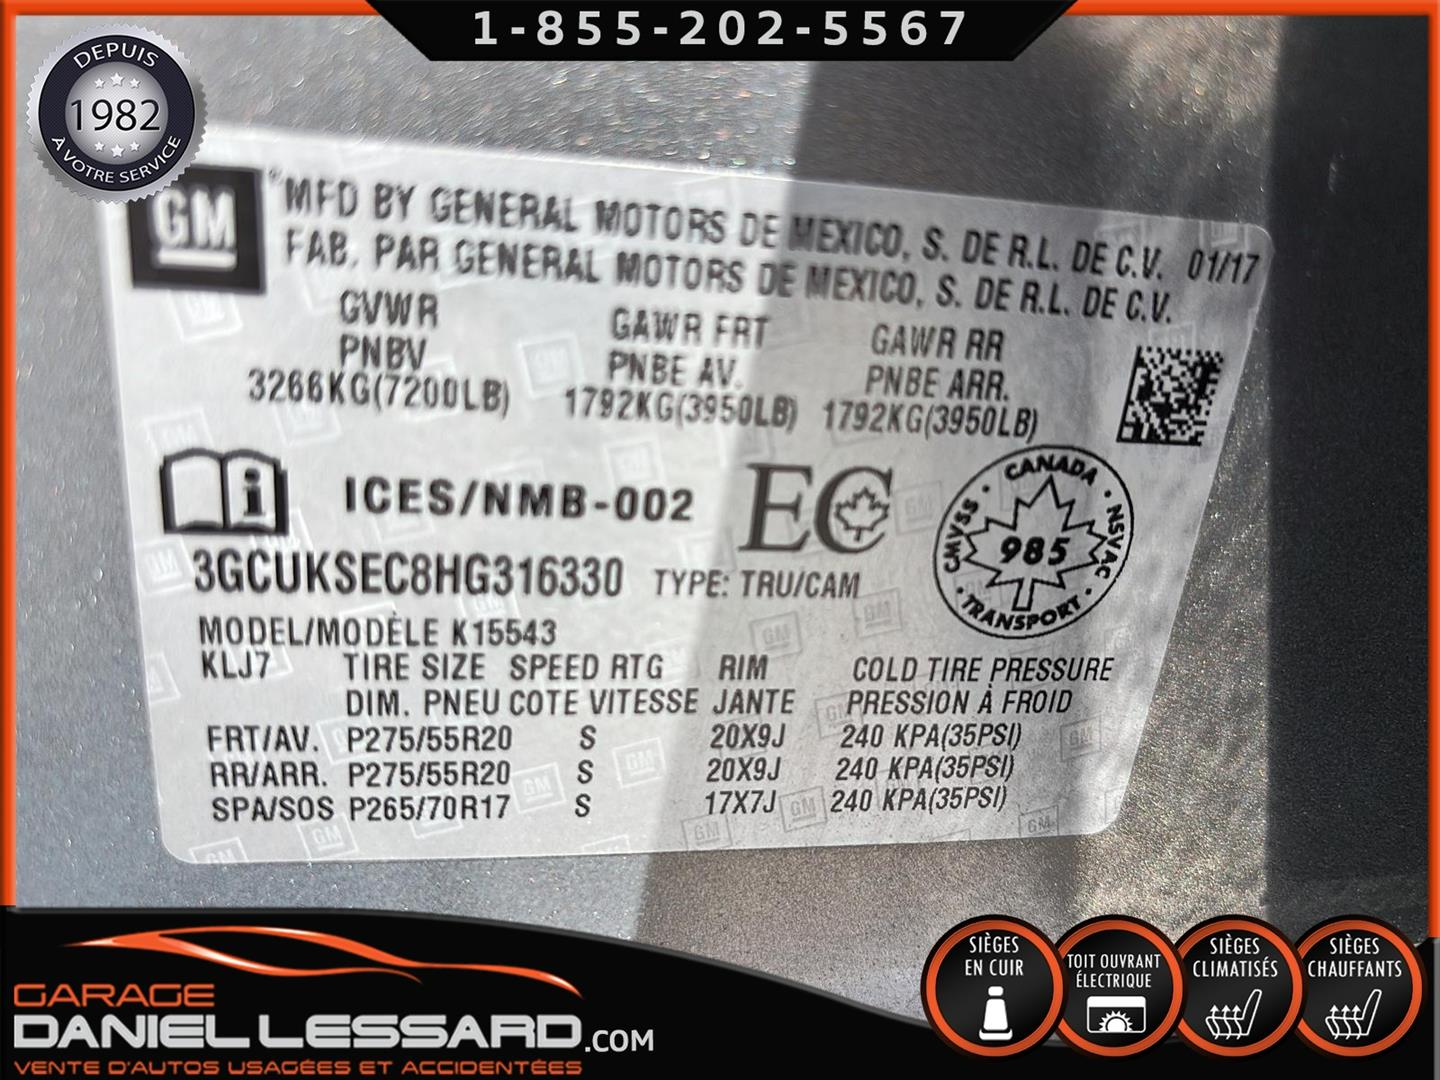 1-855-202-5567
DEPUIS
1982
À VOTRE SERVICE
GM
MFD BY GENERAL MOTORS DE MEXICO, S. DE R.L. DE C.V. 01/17
FAB. PAR GENERAL MOTORS DE MEXICO, S. DE R.L. DE C.V.
GVWR GAWR FRT GAWR RR
PNBV PNBE AV. PNBE ARR.
3266KG(7200LB) 1792KG(3950LB) 1792KG(3950LB)
i ICES/NMB-002 EC
CANADA
CMVSS · NSVAC
985
TRANSPORT
3GCUKSEC8HG316330 TYPE: TRU/CAM
MODEL/MODÈLE K15543
KLJ7 TIRE SIZE SPEED RTG RIM COLD TIRE PRESSURE
DIM. PNEU COTE VITESSE JANTE PRESSION À FROID
FRT/AV. P275/55R20 S 20X9J 240 KPA(35PSI)
RR/ARR. P275/55R20 S 20X9J 240 KPA(35PSI)
SPA/SOS P265/70R17 S 17X7J 240 KPA(35PSI)
GARAGE
DANIEL LESSARD.COM
VENTE D'AUTOS USAGÉES ET ACCIDENTÉES
SIÈGES
EN CUIR
TOIT OUVRANT
ÉLECTRIQUE
SIÈGES
CLIMATISÉS
SIÈGES
CHAUFFANTS